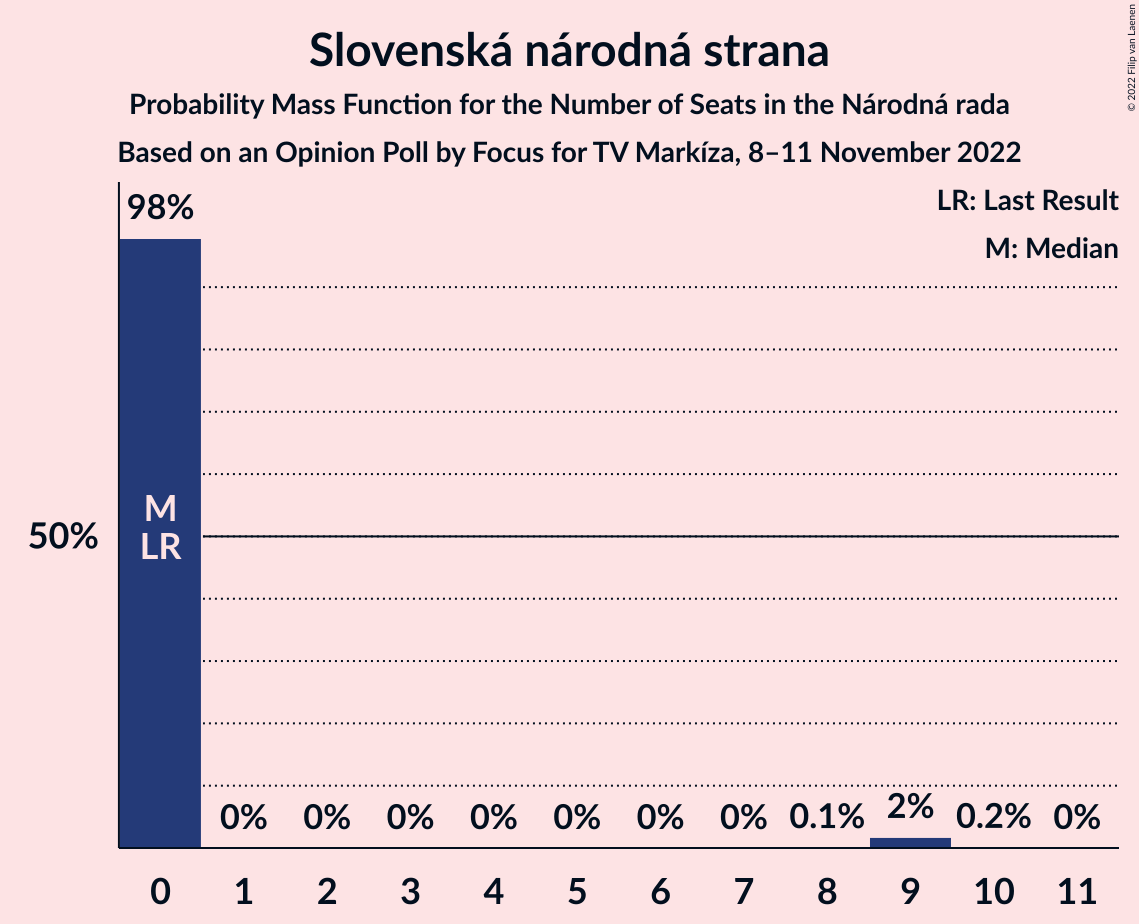 Slovenská národná strana
Probability Mass Function for the Number of Seats in the Národná rada
Based on an Opinion Poll by Focus for TV Markíza, 8–11 November 2022
© 2022 Filip van Laenen
LR: Last Result
M: Median
98%
M
LR
50%
0% 0% 0% 0% 0% 0% 0% 0.1% 2% 0.2% 0%
0 1 2 3 4 5 6 7 8 9 10 11